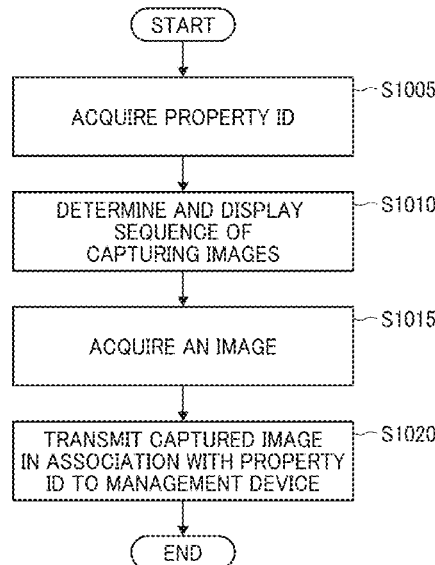 START
S1005
ACQUIRE PROPERTY ID
S1010
DETERMINE AND DISPLAY
SEQUENCE OF
CAPTURING IMAGES
S1015
ACQUIRE AN IMAGE
S1020
TRANSMIT CAPTURED IMAGE
IN ASSOCIATION WITH PROPERTY
ID TO MANAGEMENT DEVICE
END